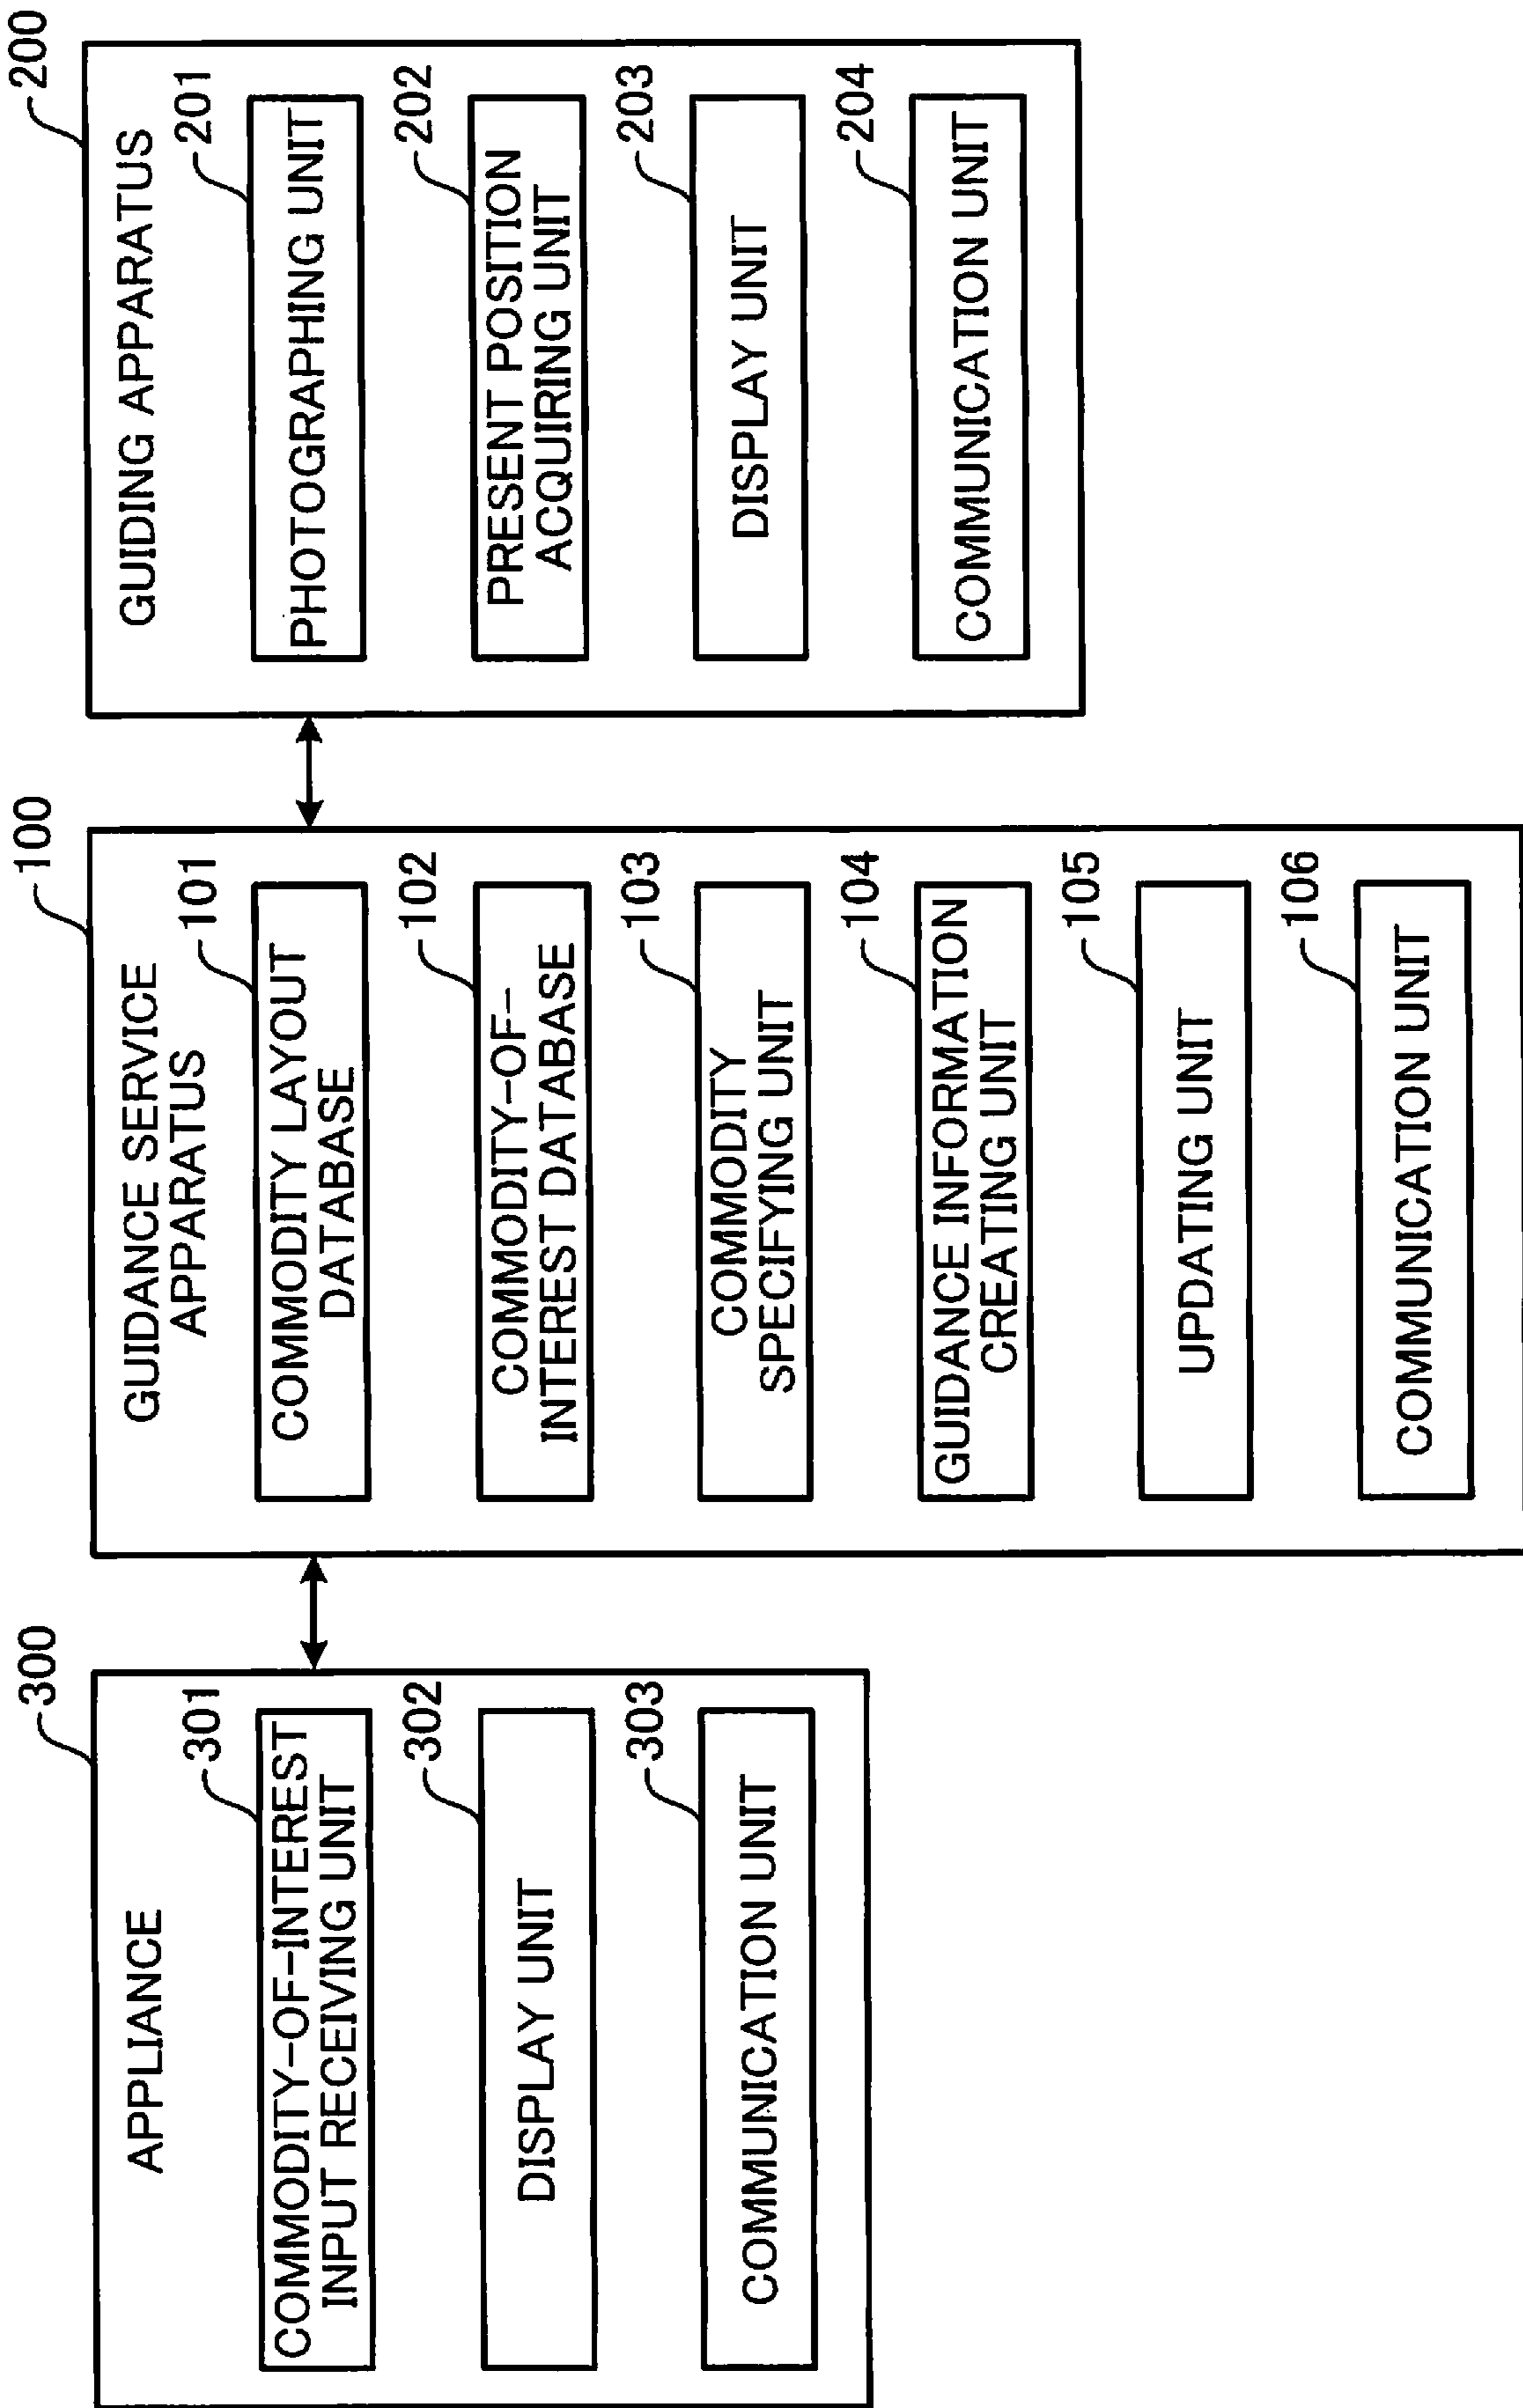 300
APPLIANCE
301
COMMODITY-OF-INTEREST
INPUT RECEIVING UNIT
302
DISPLAY UNIT
303
COMMUNICATION UNIT
100
GUIDANCE SERVICE
APPARATUS
101
COMMODITY LAYOUT
DATABASE
102
COMMODITY-OF-
INTEREST DATABASE
103
COMMODITY
SPECIFYING UNIT
104
GUIDANCE INFORMATION
CREATING UNIT
105
UPDATING UNIT
106
COMMUNICATION UNIT
200
GUIDING APPARATUS
201
PHOTOGRAPHING UNIT
202
PRESENT POSITION
ACQUIRING UNIT
203
DISPLAY UNIT
204
COMMUNICATION UNIT